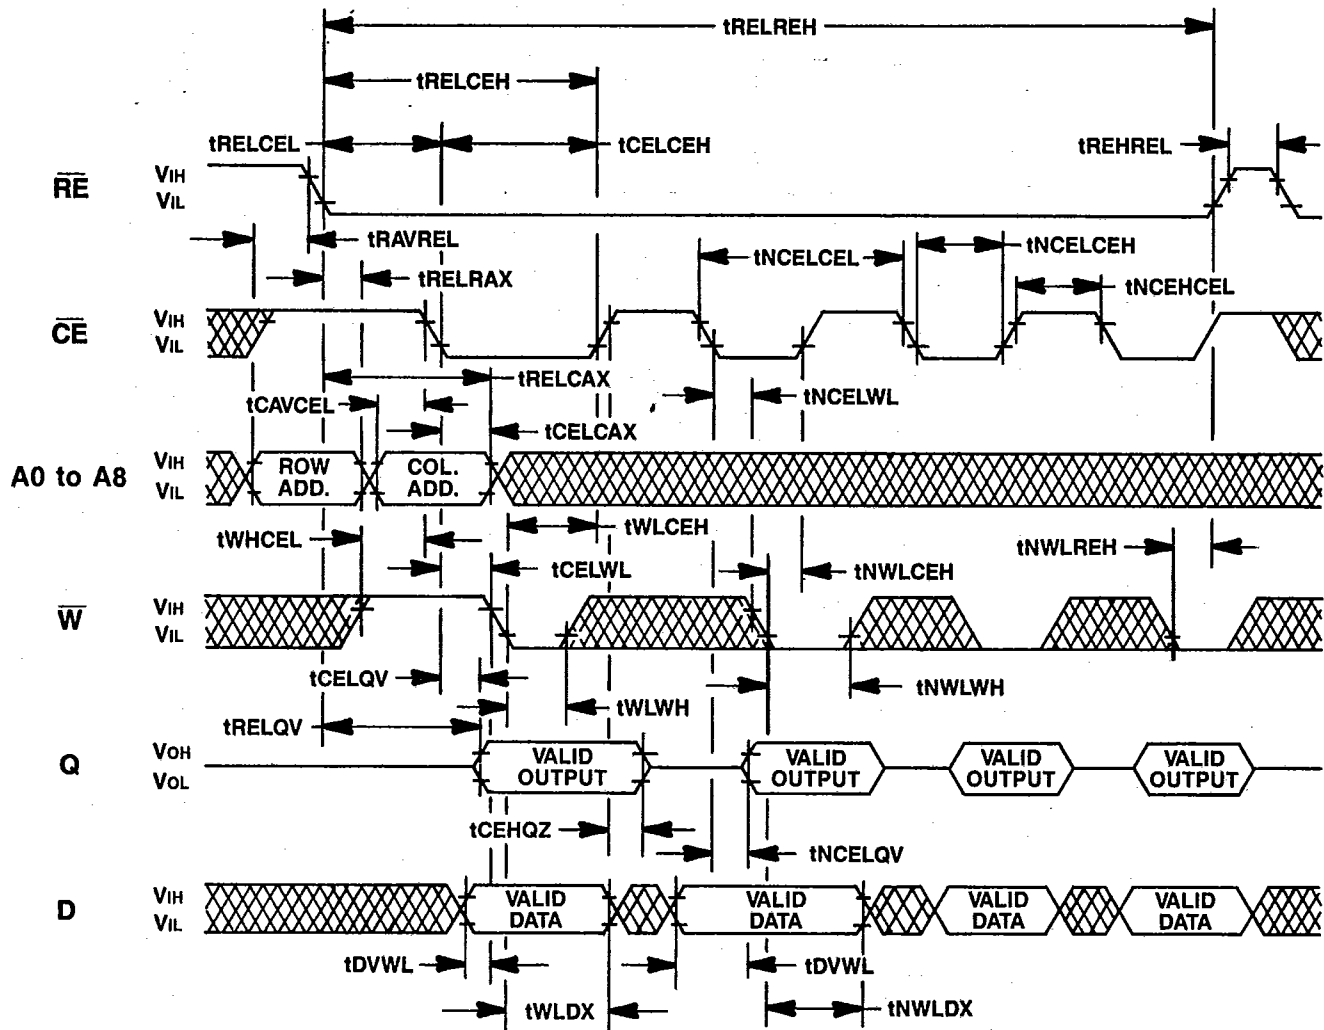 tRELREH
tRELCEH
tRELCEL
tCELCEH
tREHREL
RE
VIH
VIL
tRAVREL
tNCELCEL
tNCELCEH
tRELRAX
tNCEHCEL
CE
VIH
VIL
tRELCAX
tCAVCEL
tNCELWL
tCELCAX
A0 to A8
VIH
VIL
ROW
ADD.
COL.
ADD.
tWHCEL
tWLCEH
tNWLREH
tCELWL
tNWLCEH
W
VIH
VIL
tCELQV
tWLWH
tNWLWH
tRELQV
Q
VOH
VOL
VALID
OUTPUT
VALID
OUTPUT
VALID
OUTPUT
VALID
OUTPUT
tCEHQZ
tNCELQV
D
VIH
VIL
VALID
DATA
VALID
DATA
VALID
DATA
VALID
DATA
tDVWL
tDVWL
tWLDX
tNWLDX